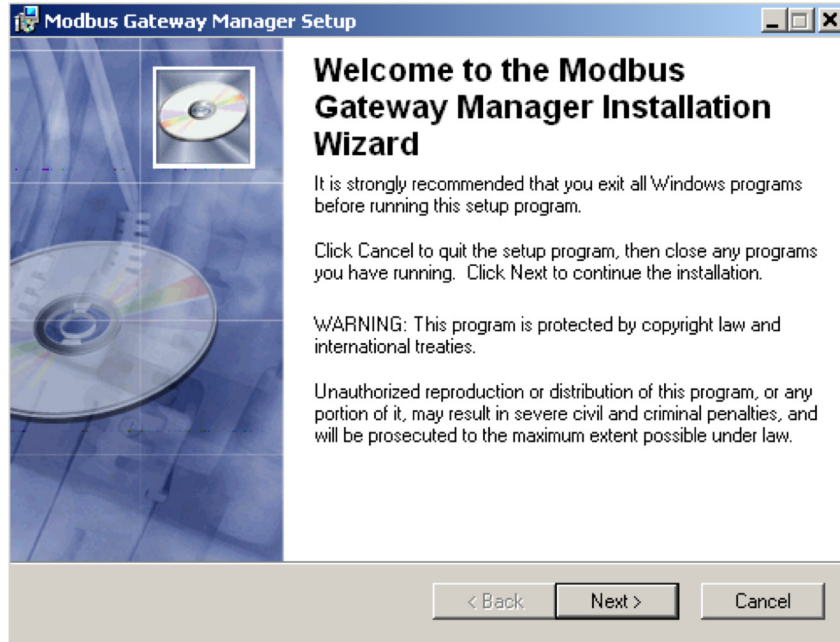 Modbus Gateway Manager Setup
Welcome to the Modbus
Gateway Manager Installation
Wizard
It is strongly recommended that you exit all Windows programs
before running this setup program.
Click Cancel to quit the setup program, then close any programs
you have running. Click Next to continue the installation.
WARNING: This program is protected by copyright law and
international treaties.
Unauthorized reproduction or distribution of this program, or any
portion of it, may result in severe civil and criminal penalties, and
will be prosecuted to the maximum extent possible under law.
< Back Next > Cancel